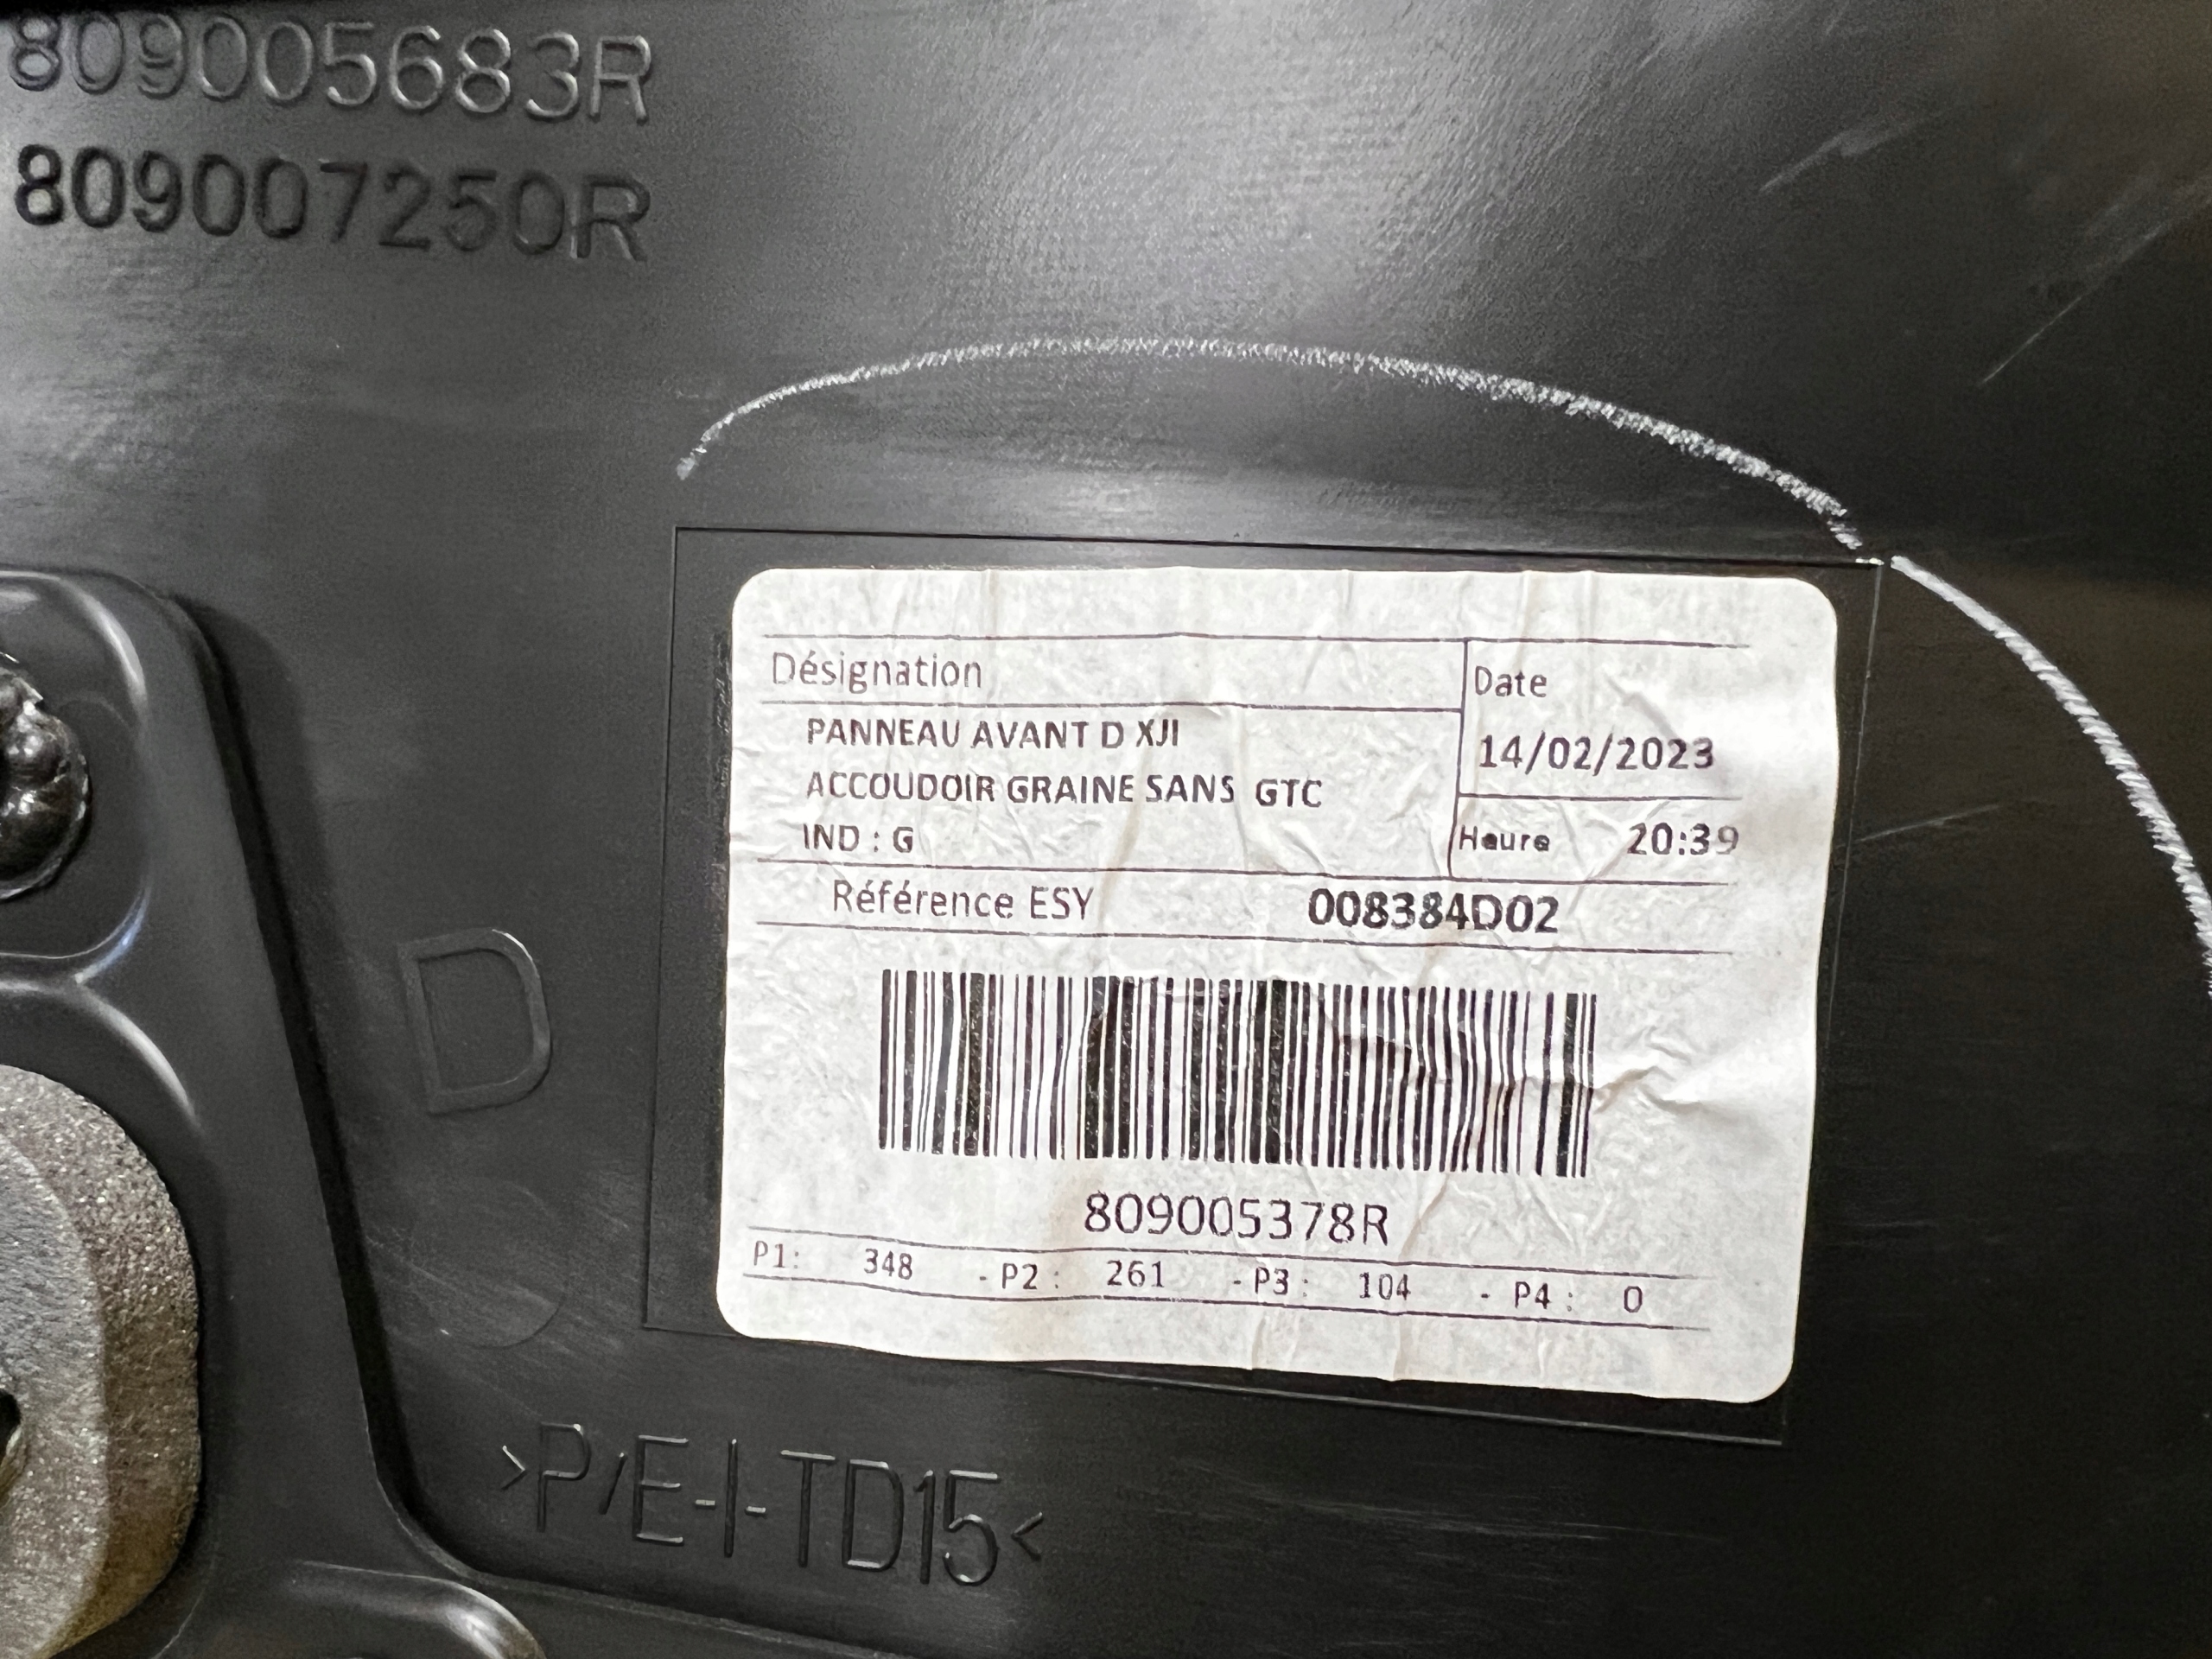 809005683R
809007250R
Désignation
Date
PANNEAU AVANT D XJI
14/02/2023
ACCOUDOIR GRAINE SANS GTC
IND : G
Heure 20:39
Référence ESY 008384D02
D
809005378R
P1: 348 - P2 : 261 - P3 : 104 - P4 : 0
>P/E-I-TD15<